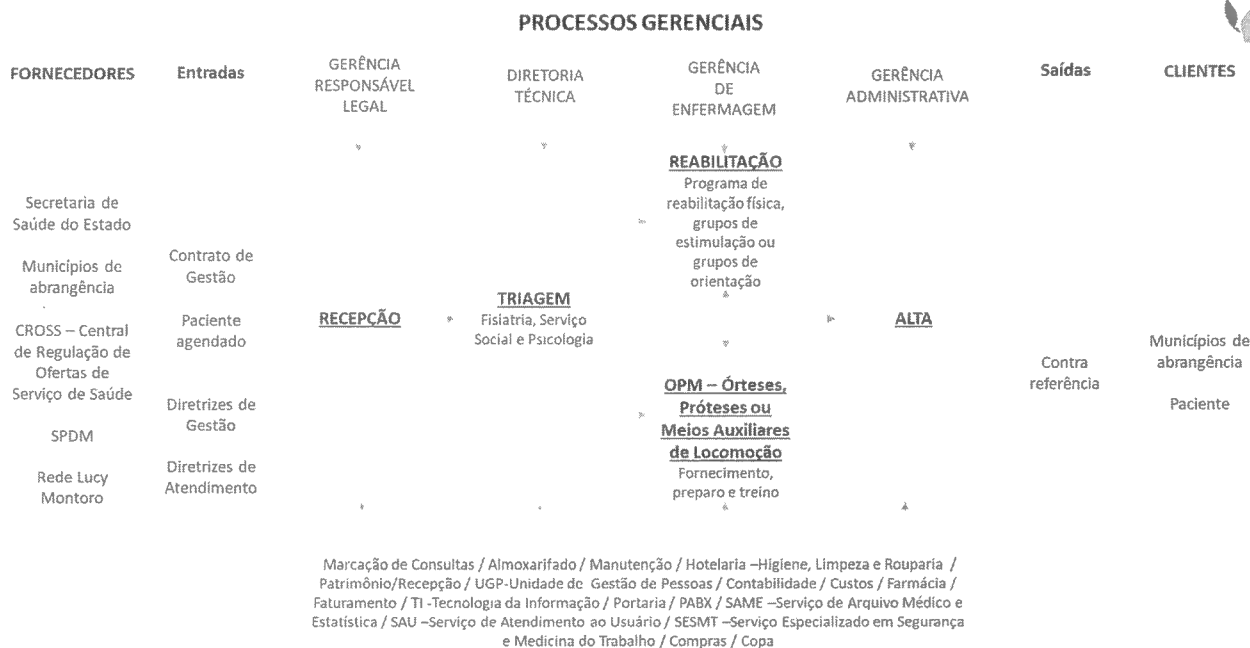 PROCESSOS GERENCIAIS
FORNECEDORES
Entradas
GERÊNCIA
RESPONSÁVEL
LEGAL
DIRETORIA
TÉCNICA
GERÊNCIA
DE
ENFERMAGEM
GERÊNCIA
ADMINISTRATIVA
Saídas
CLIENTES
Secretaria de
Saúde do Estado
Municípios de
abrangência
CROSS – Central
de Regulação de
Ofertas de
Serviço de Saúde
SPDM
Rede Lucy
Montoro
Contrato de
Gestão
Paciente
agendado
Diretrizes de
Gestão
Diretrizes de
Atendimento
RECEPÇÃO
TRIAGEM
Fisiatria, Serviço
Social e Psicologia
REABILITAÇÃO
Programa de
reabilitação física,
grupos de
estimulação ou
grupos de
orientação
OPM – Órteses,
Próteses ou
Meios Auxiliares
de Locomoção
Fornecimento,
preparo e treino
ALTA
Contra
referência
Municípios de
abrangência
Paciente
Marcação de Consultas / Almoxarifado / Manutenção / Hotelaria –Higiene, Limpeza e Rouparia /
Patrimônio/Recepção / UGP-Unidade de Gestão de Pessoas / Contabilidade / Custos / Farmácia /
Faturamento / TI -Tecnologia da Informação / Portaria / PABX / SAME –Serviço de Arquivo Médico e
Estatística / SAU –Serviço de Atendimento ao Usuário / SESMT –Serviço Especializado em Segurança
e Medicina do Trabalho / Compras / Copa